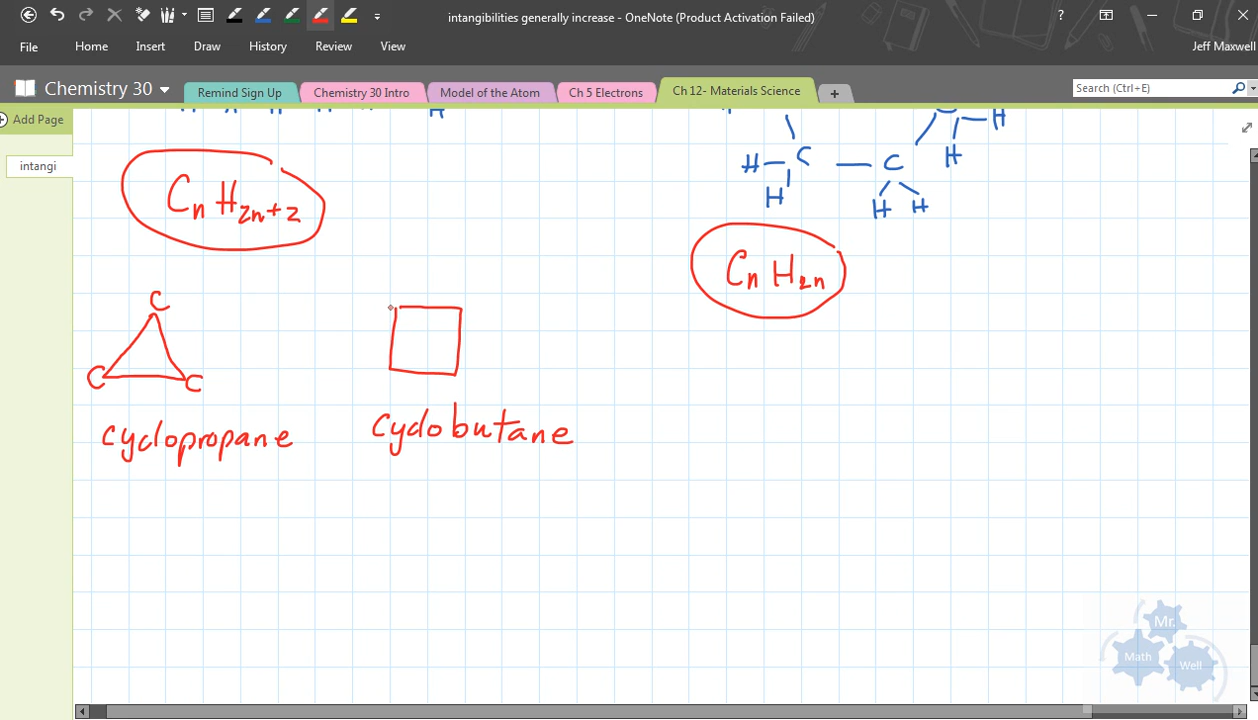 intangibilities generally increase - OneNote (Product Activation Failed)
?
File
Home
Insert
Draw
History
Review
View
Jeff Maxwell
Chemistry 30
Remind Sign Up
Chemistry 30 Intro
Model of the Atom
Ch 5 Electrons
Ch 12- Materials Science
+
Search (Ctrl+E)
Add Page
intangi
H
H
C
C
H
H
H
H
CₙH₂ₙ₊₂
CₙH₂ₙ
C
C
C
cyclopropane
cyclobutane
Mr.
Math
Well